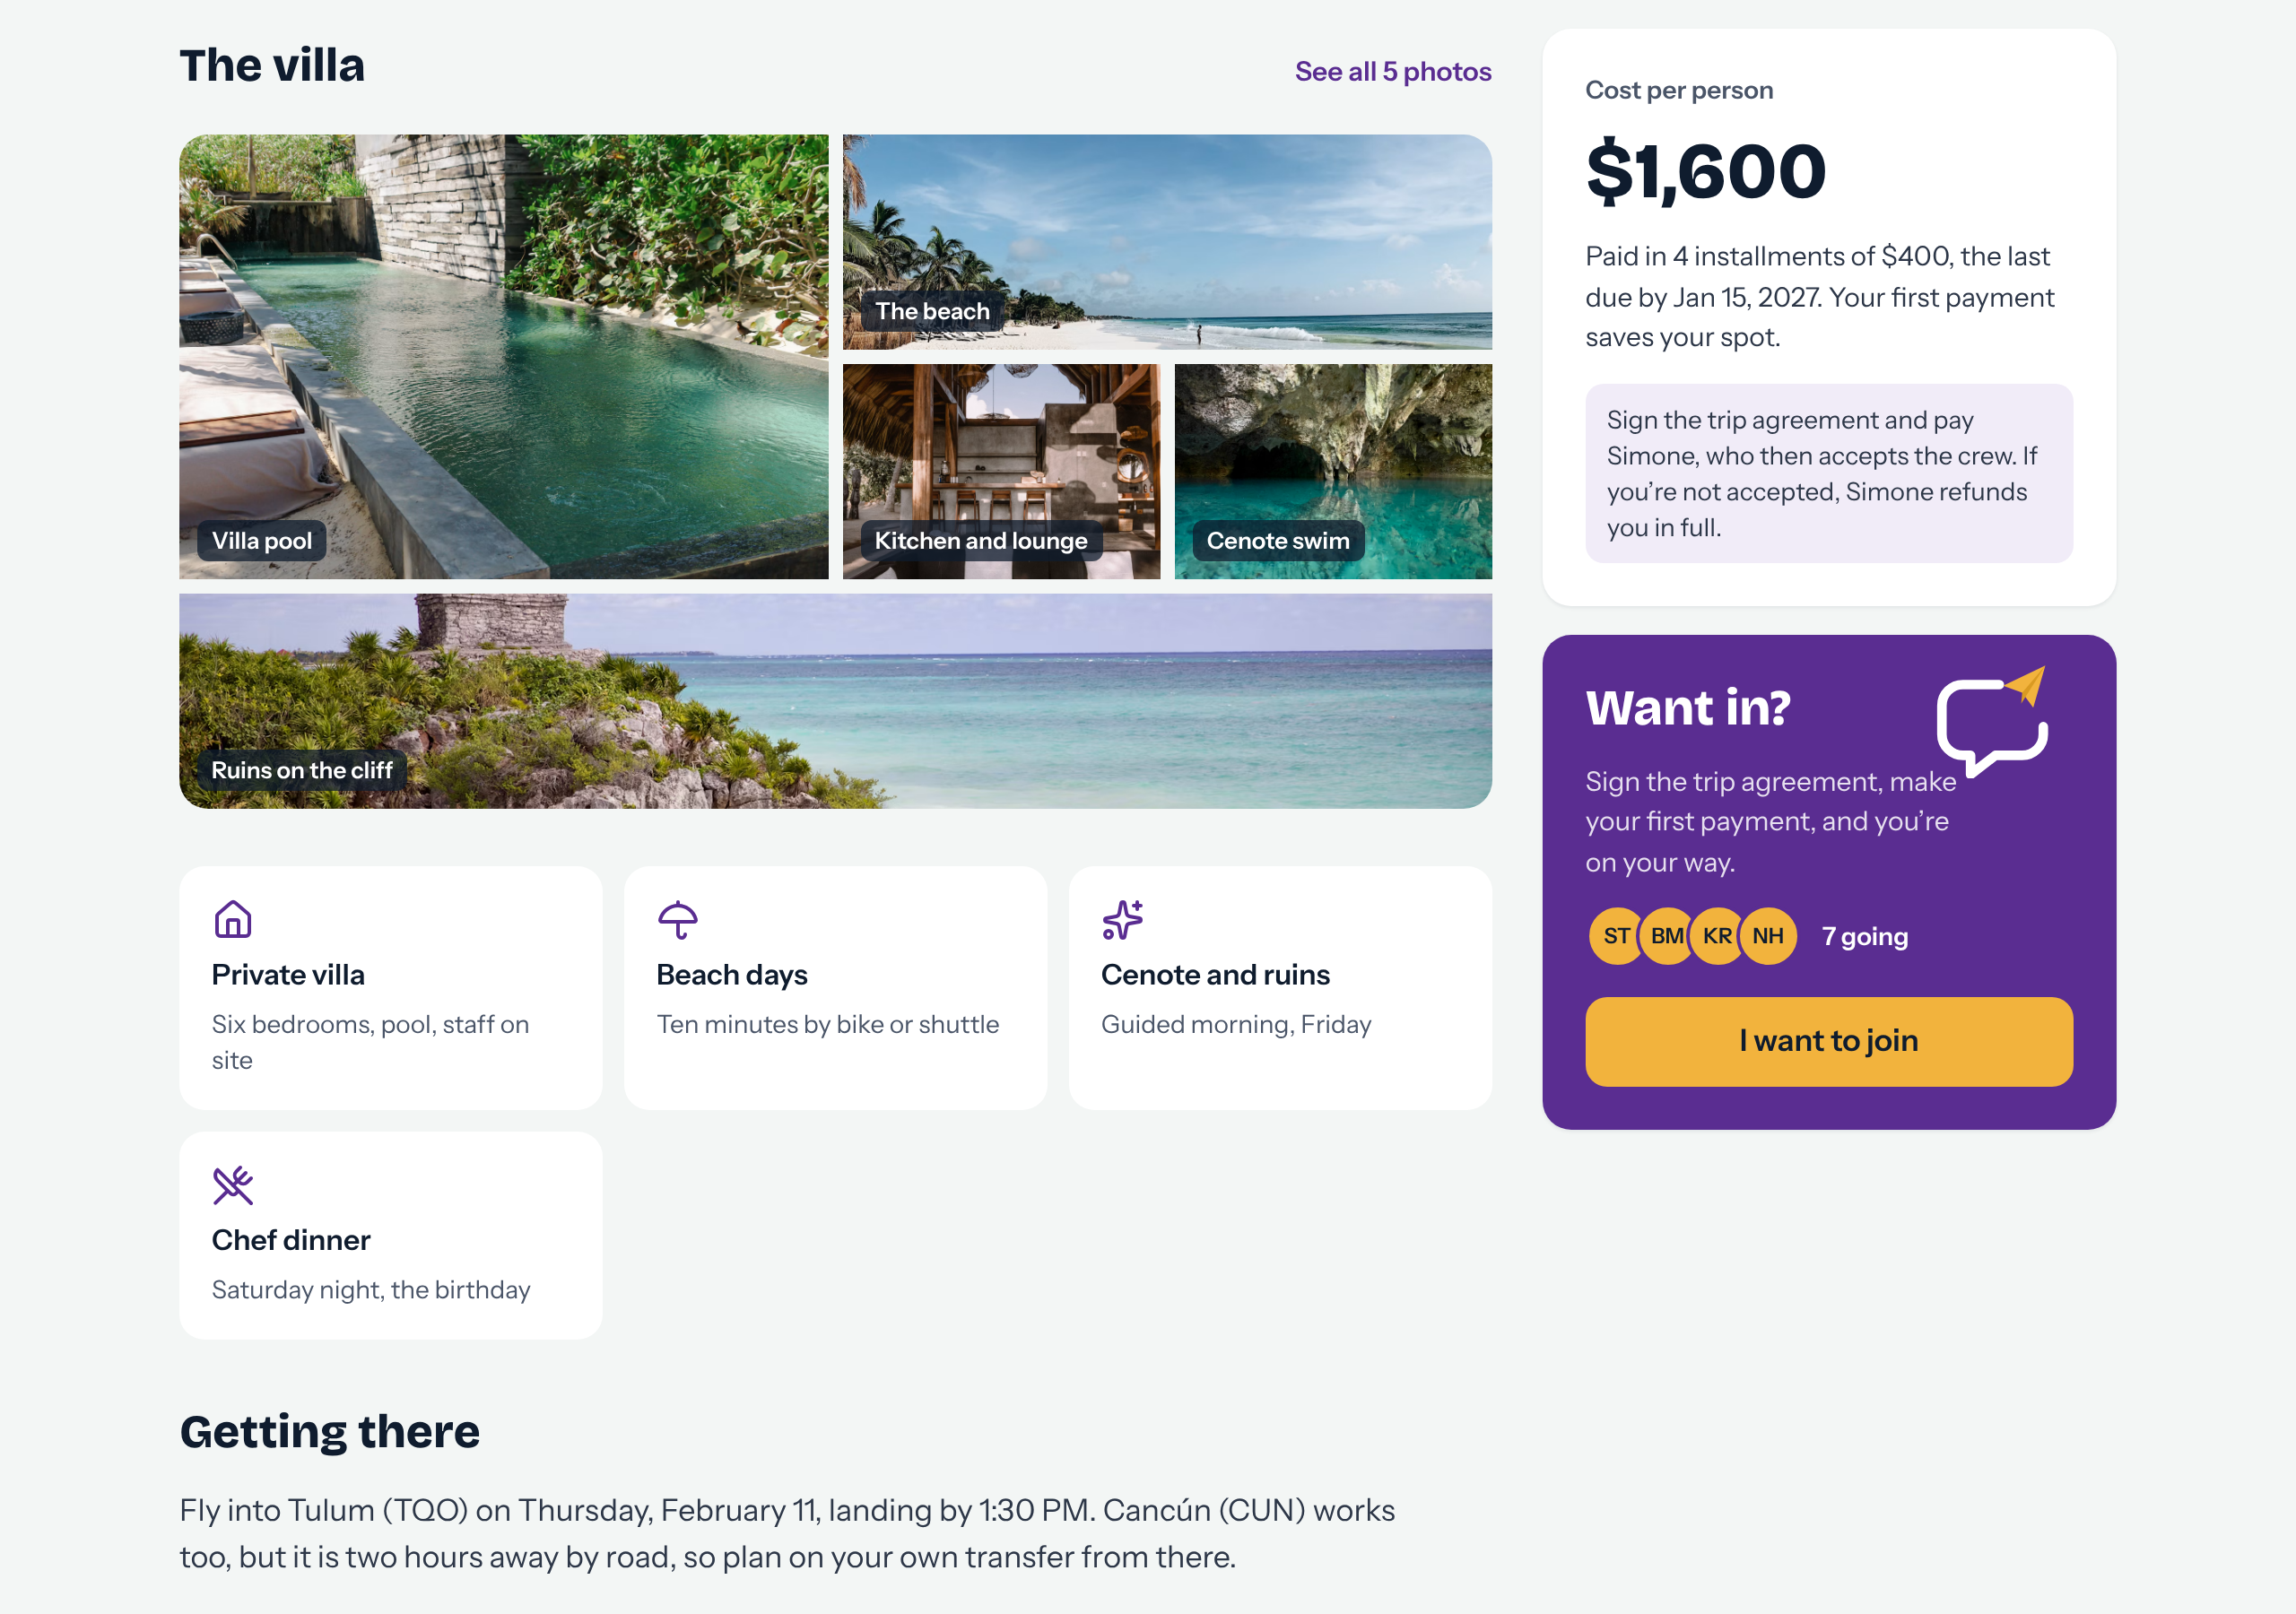 The villa
See all 5 photos
Villa pool
The beach
Kitchen and lounge
Cenote swim
Ruins on the cliff
Private villa
Six bedrooms, pool, staff on
site
Beach days
Ten minutes by bike or shuttle
Cenote and ruins
Guided morning, Friday
Chef dinner
Saturday night, the birthday
Getting there
Fly into Tulum (TQO) on Thursday, February 11, landing by 1:30 PM. Cancún (CUN) works
too, but it is two hours away by road, so plan on your own transfer from there.
Cost per person
$1,600
Paid in 4 installments of $400, the last
due by Jan 15, 2027. Your first payment
saves your spot.
Sign the trip agreement and pay
Simone, who then accepts the crew. If
you’re not accepted, Simone refunds
you in full.
Want in?
Sign the trip agreement, make
your first payment, and you’re
on your way.
ST BM KR NH 7 going
I want to join